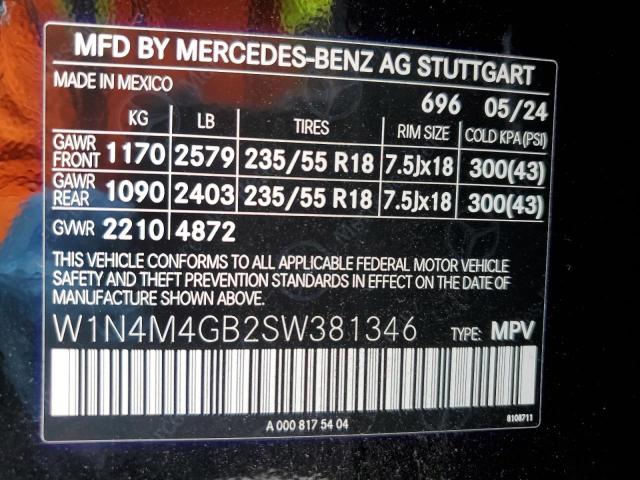 MFD BY MERCEDES-BENZ AG STUTTGART
MADE IN MEXICO
696 05/24
KG LB TIRES RIM SIZE COLD KPA(PSI)
GAWR FRONT 1170 2579 235/55 R18 7.5Jx18 300(43)
GAWR REAR 1090 2403 235/55 R18 7.5Jx18 300(43)
GVWR 2210 4872
THIS VEHICLE CONFORMS TO ALL APPLICABLE FEDERAL MOTOR VEHICLE
SAFETY AND THEFT PREVENTION STANDARDS IN EFFECT ON THE DATE OF
MANUFACTURE SHOWN ABOVE.
W1N4M4GB2SW381346 TYPE: MPV
A 000 817 54 04
8108711